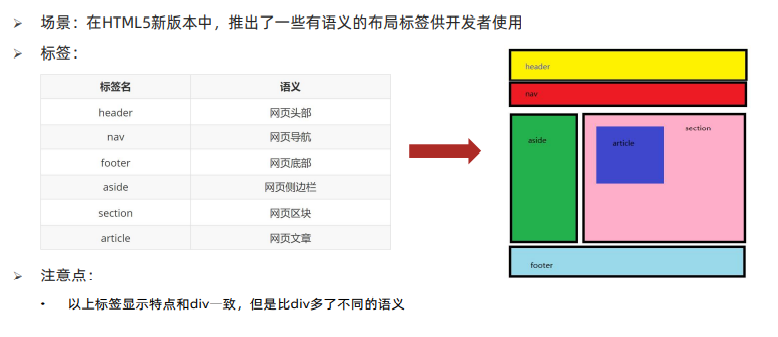 场景：在HTML5新版本中，推出了一些有语义的布局标签供开发者使用
标签：
标签名 语义
header 网页头部
nav 网页导航
footer 网页底部
aside 网页侧边栏
section 网页区块
article 网页文章
header
nav
aside
article
section
footer
注意点：
以上标签显示特点和div一致，但是比div多了不同的语义